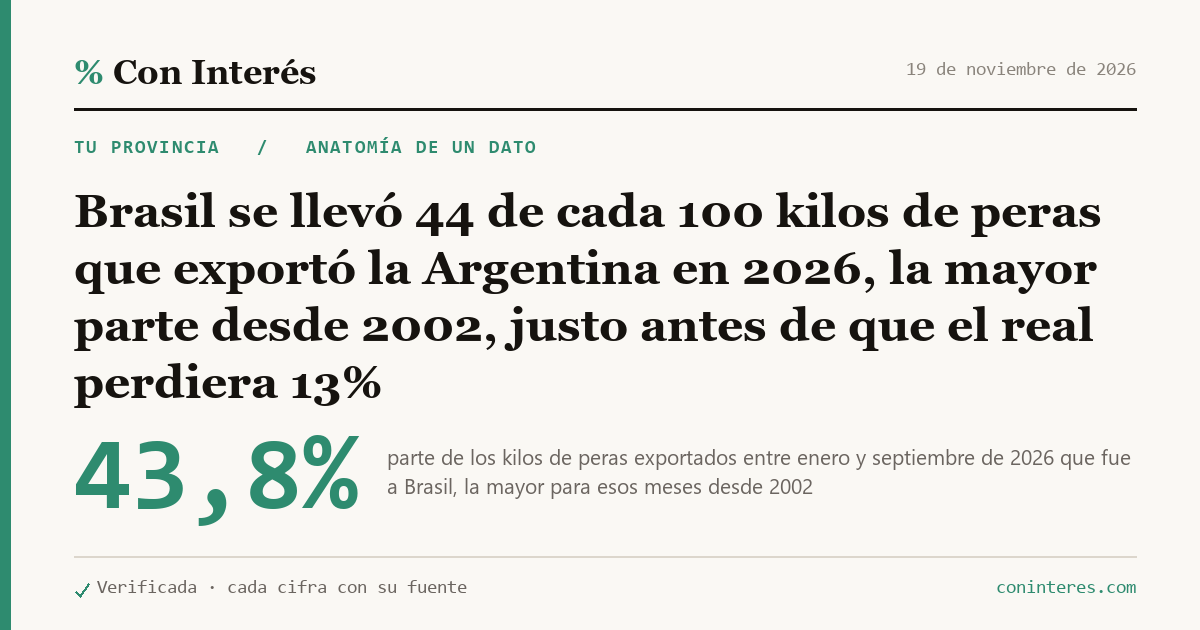 % Con Interés
19 de noviembre de 2026
TU PROVINCIA / ANATOMÍA DE UN DATO
Brasil se llevó 44 de cada 100 kilos de peras
que exportó la Argentina en 2026, la mayor
parte desde 2002, justo antes de que el real
perdiera 13%
43,8%
parte de los kilos de peras exportados entre enero y septiembre de 2026 que fue
a Brasil, la mayor para esos meses desde 2002
✓ Verificada · cada cifra con su fuente
coninteres.com